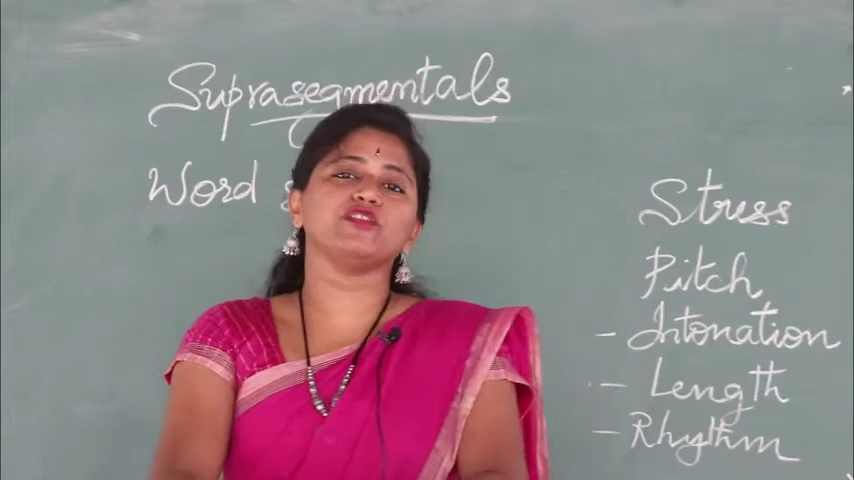 Suprasegmentals
Word
Stress
Pitch
- Intonation
- Length
- Rhythm